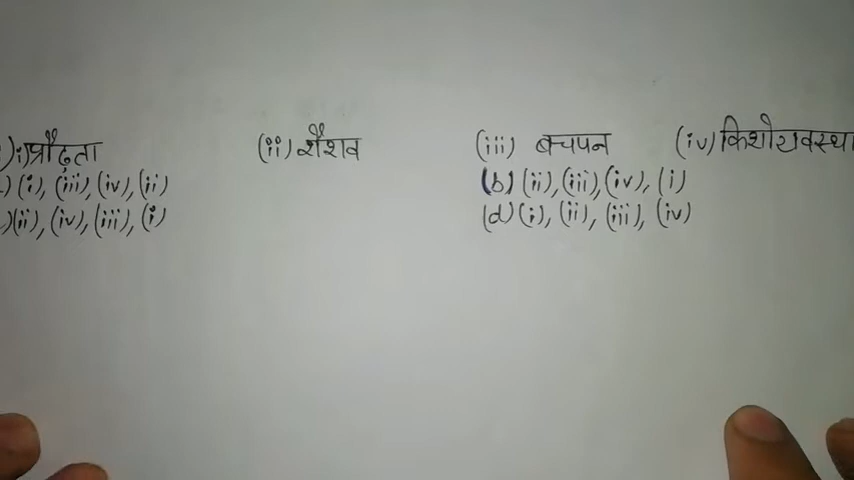 i) प्रौढ़ता (ii) शैशव (iii) बचपन (iv) किशोरावस्था
) (i), (iii), (iv), (ii) (b) (ii), (iii), (iv), (i)
) (ii), (iv), (iii), (i) (d) (i), (ii), (iii), (iv)